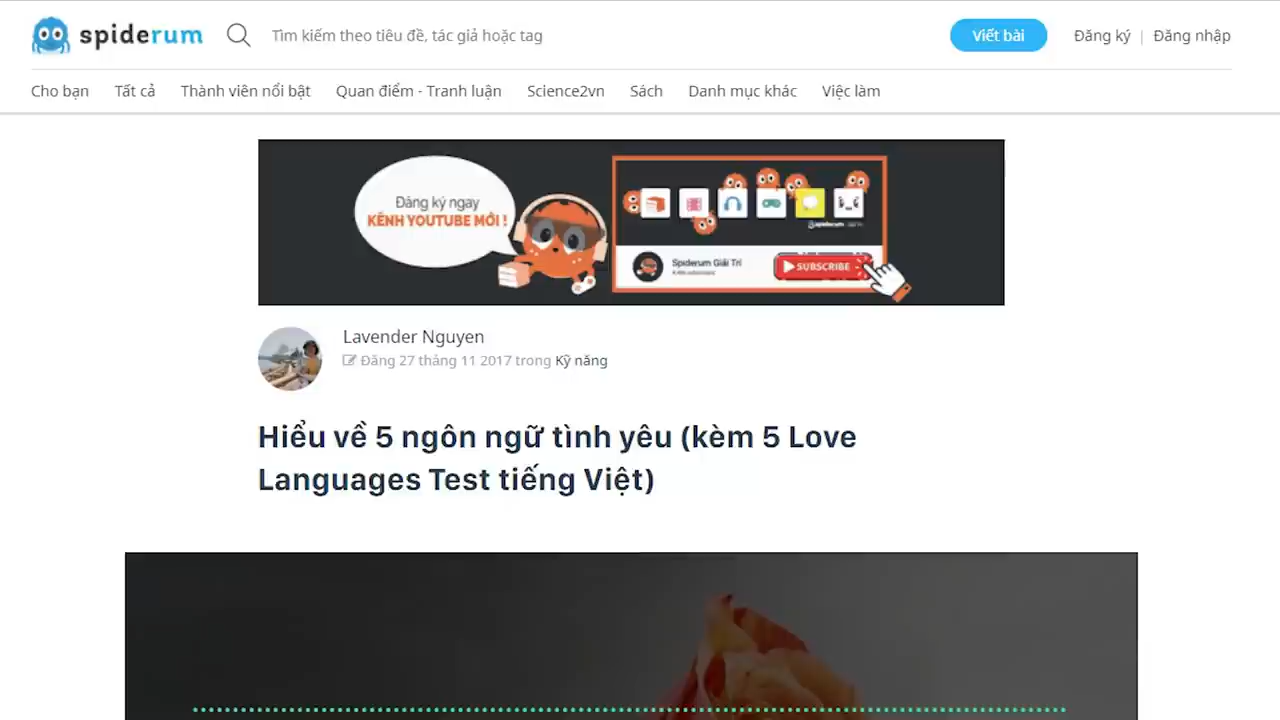 spiderum
Tìm kiếm theo tiêu đề, tác giả hoặc tag
Viết bài
Đăng ký | Đăng nhập
Cho bạn Tất cả Thành viên nổi bật Quan điểm - Tranh luận Science2vn Sách Danh mục khác Việc làm
Đăng ký ngay
KÊNH YOUTUBE MỚI !
spiderum
Spiderum Giải Trí
SUBSCRIBE
Lavender Nguyen
Đăng 27 tháng 11 2017 trong Kỹ năng
Hiểu về 5 ngôn ngữ tình yêu (kèm 5 Love
Languages Test tiếng Việt)